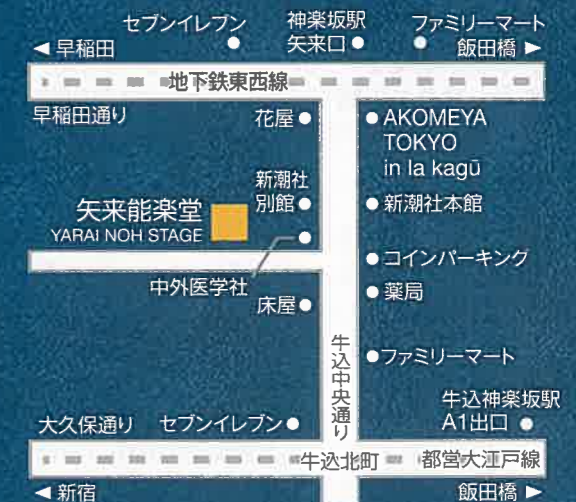 セブンイレブン
神楽坂駅
矢来口
ファミリーマート
◀ 早稲田
飯田橋 ▶
地下鉄東西線
早稲田通り
花屋
AKOMEYA
TOKYO
in la kagū
新潮社
別館
新潮社本館
矢来能楽堂
YARAI NOH STAGE
コインパーキング
中外医学社
薬局
床屋
牛込中央通り
ファミリーマート
牛込神楽坂駅
A1出口
大久保通り
セブンイレブン
牛込北町
都営大江戸線
◀ 新宿
飯田橋 ▶